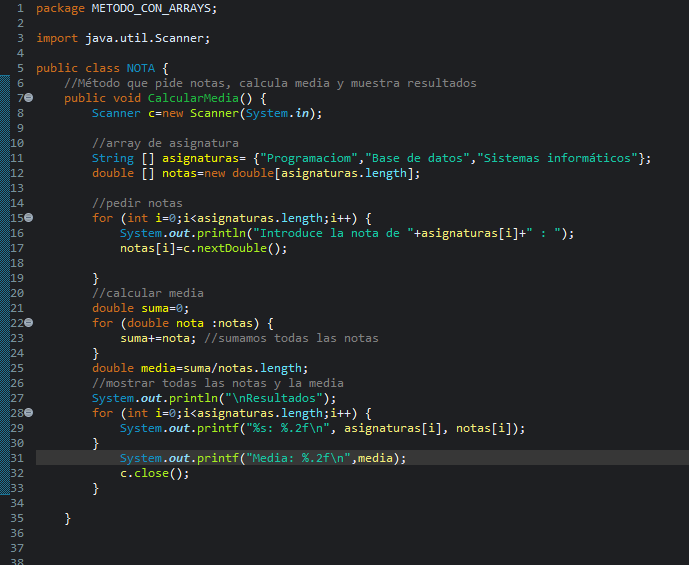 1 package METODO_CON_ARRAYS;
2
3 import java.util.Scanner;
4
5 public class NOTA {
6     //Método que pide notas, calcula media y muestra resultados
7     public void CalcularMedia() {
8         Scanner c=new Scanner(System.in);
9
10         //array de asignatura
11         String [] asignaturas= {"Programaciom","Base de datos","Sistemas informáticos"};
12         double [] notas=new double[asignaturas.length];
13
14         //pedir notas
15         for (int i=0;i<asignaturas.length;i++) {
16             System.out.println("Introduce la nota de "+asignaturas[i]+" : ");
17             notas[i]=c.nextDouble();
18
19         }
20         //calcular media
21         double suma=0;
22         for (double nota :notas) {
23             suma+=nota; //sumamos todas las notas
24         }
25         double media=suma/notas.length;
26         //mostrar todas las notas y la media
27         System.out.println("\nResultados");
28         for (int i=0;i<asignaturas.length;i++) {
29             System.out.printf("%s: %.2f\n", asignaturas[i], notas[i]);
30         }
31             System.out.printf("Media: %.2f\n",media);
32             c.close();
33         }
34
35     }
36
37
38